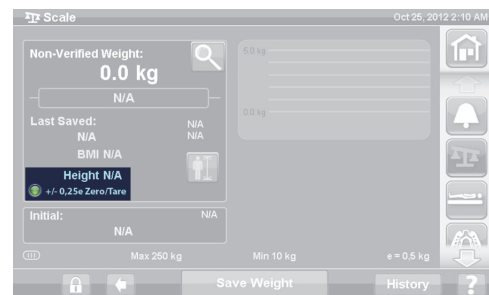 Scale
Oct 25, 2012 2:10 AM
Non-Verified Weight:
0.0 kg
N/A
Last Saved: N/A
N/A N/A
BMI N/A
Height N/A
+/- 0,25e Zero/Tare
Initial: N/A
N/A
5.0 kg
0.0 kg
Max 250 kg Min 10 kg e = 0,5 kg
Save Weight History ?